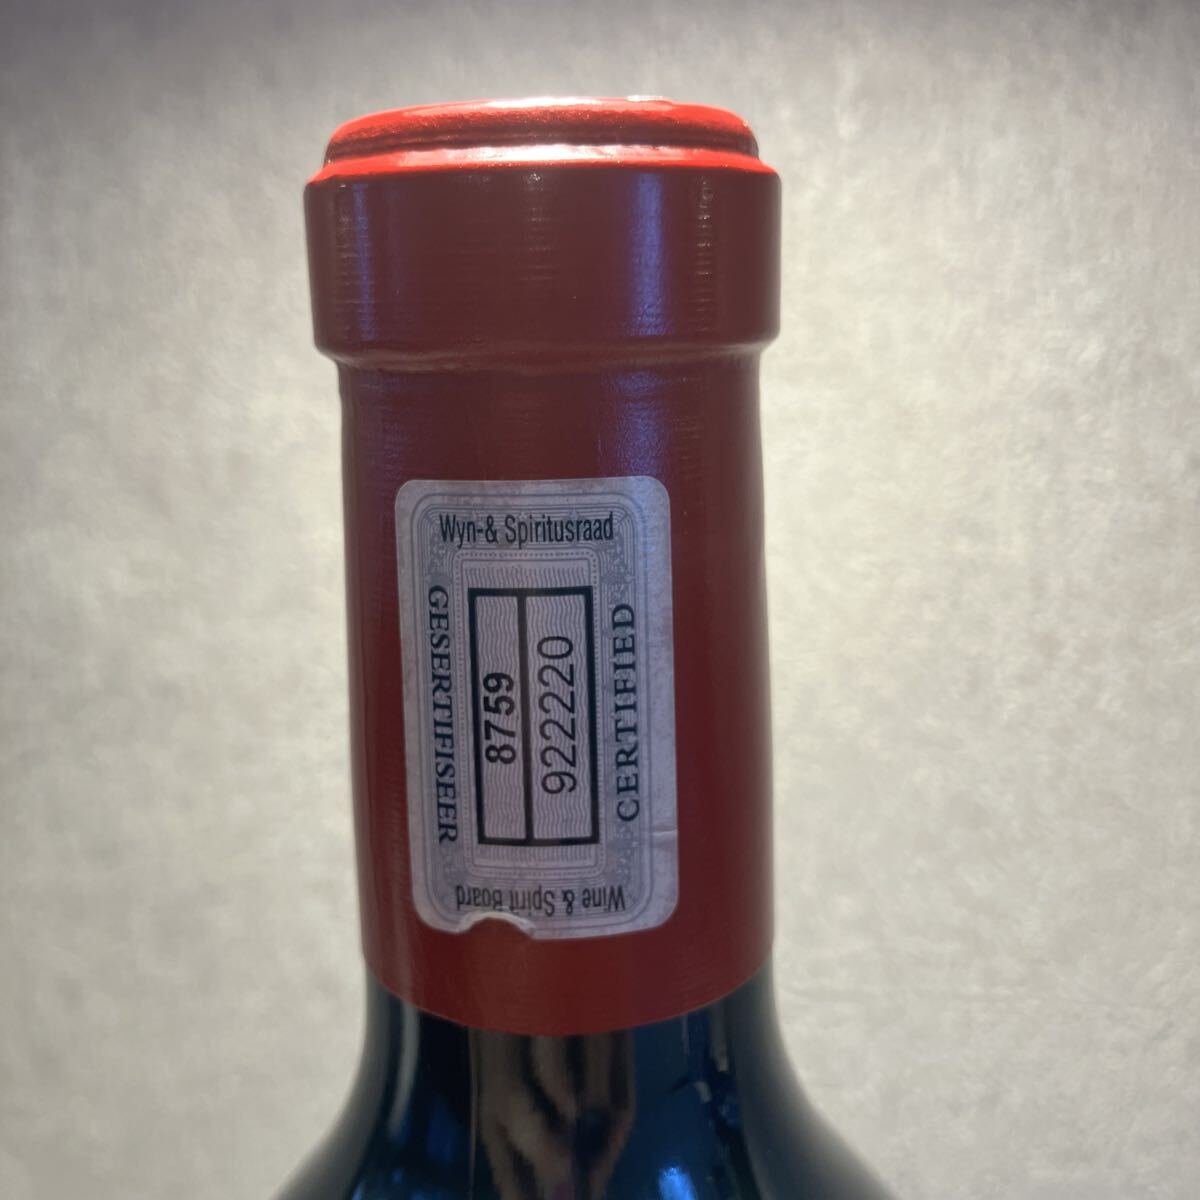 Wyn-& Spiritusraad
GESERTIFISEER
8759
922220
CERTIFIED
Wine & Spirit Board